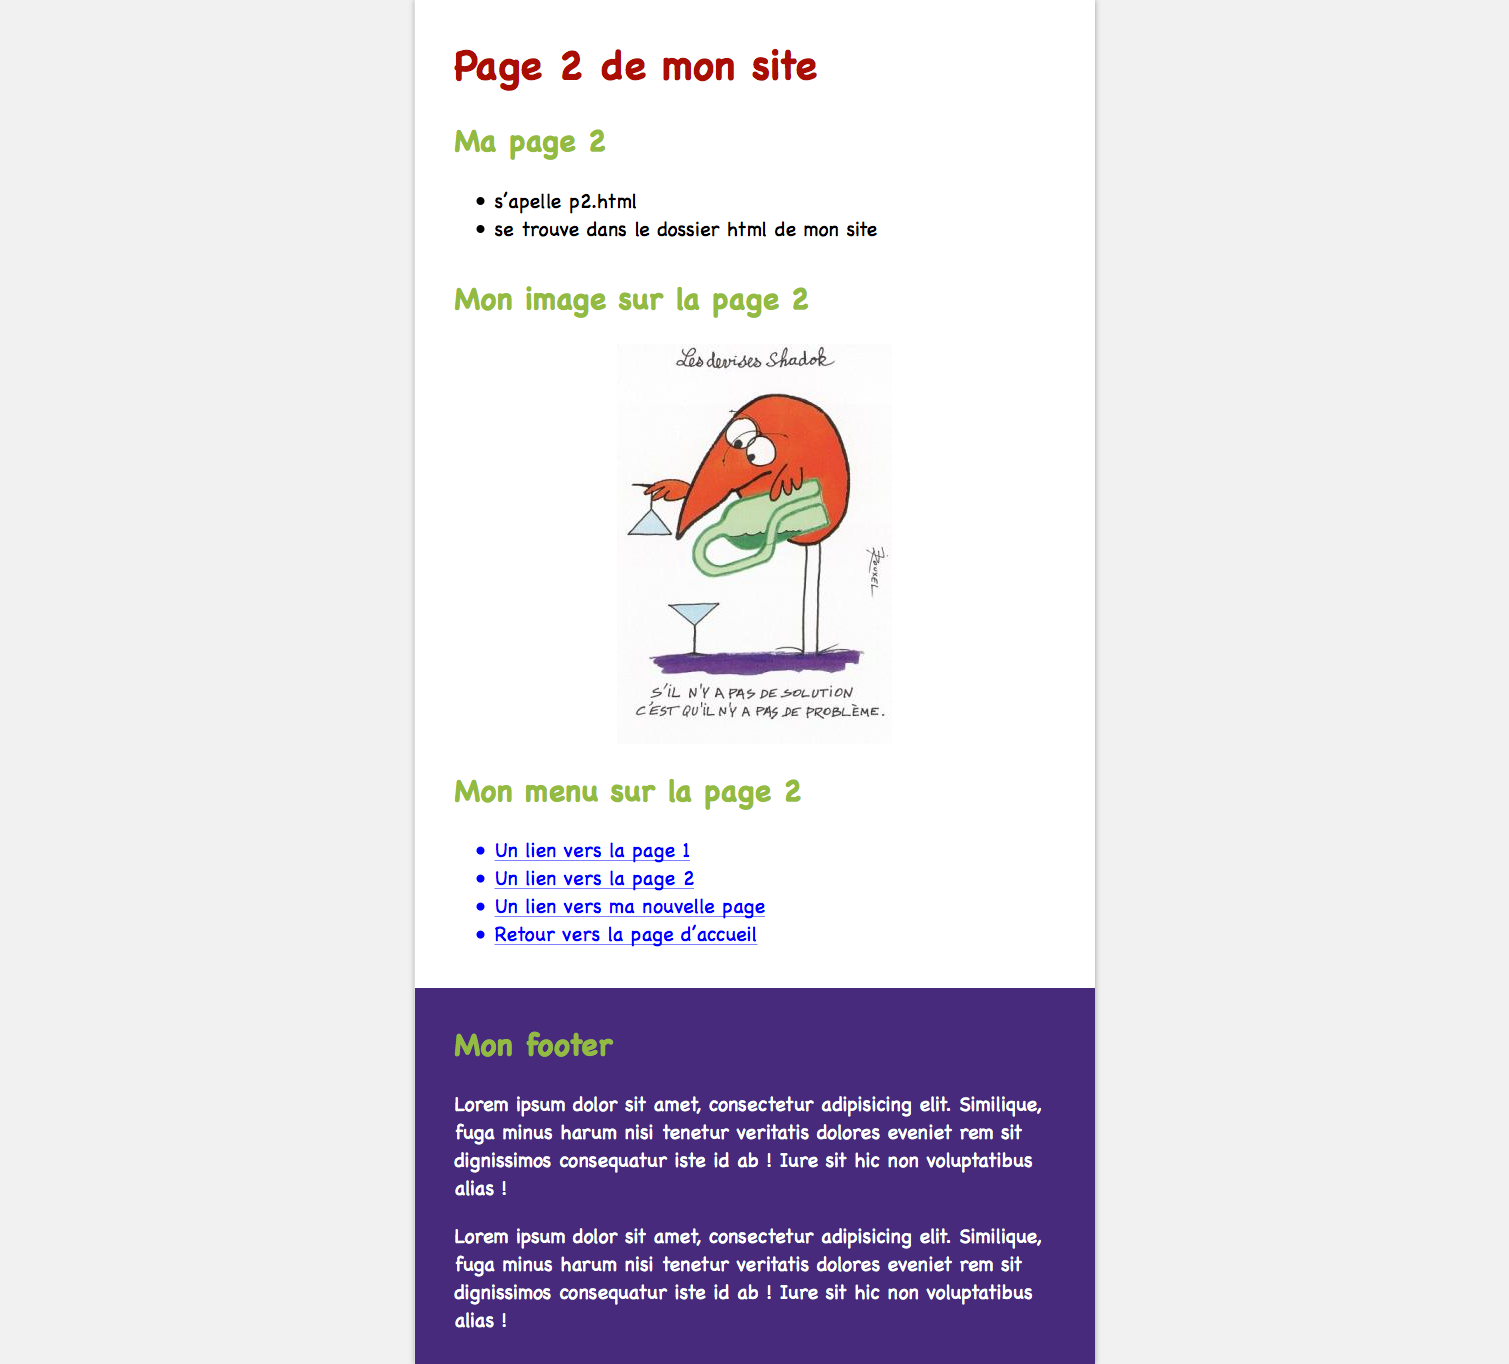 Page 2 de mon site
Ma page 2
s’apelle p2.html
se trouve dans le dossier html de mon site
Mon image sur la page 2
Les devises Shadok
Rouxel
S'IL N'Y A PAS DE SOLUTION
C'EST QU'IL N'Y A PAS DE PROBLÈME.
Mon menu sur la page 2
Un lien vers la page 1
Un lien vers la page 2
Un lien vers ma nouvelle page
Retour vers la page d’accueil
Mon footer
Lorem ipsum dolor sit amet, consectetur adipisicing elit. Similique,
fuga minus harum nisi tenetur veritatis dolores eveniet rem sit
dignissimos consequatur iste id ab ! Iure sit hic non voluptatibus
alias !
Lorem ipsum dolor sit amet, consectetur adipisicing elit. Similique,
fuga minus harum nisi tenetur veritatis dolores eveniet rem sit
dignissimos consequatur iste id ab ! Iure sit hic non voluptatibus
alias !